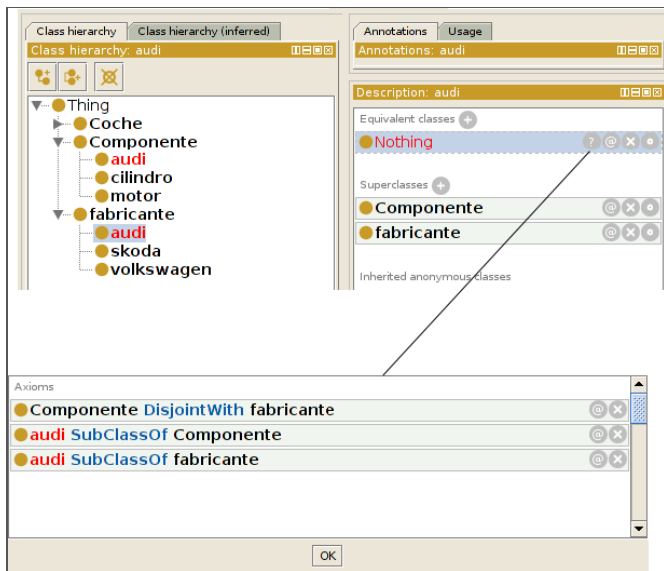 Class hierarchy
Class hierarchy (inferred)
Class hierarchy: audi
Thing
Coche
Componente
audi
cilindro
motor
fabricante
audi
skoda
volkswagen
Annotations
Usage
Annotations: audi
Description: audi
Equivalent classes
Nothing
Superclasses
Componente
fabricante
Inherited anonymous classes
Axioms
Componente DisjointWith fabricante
audi SubClassOf Componente
audi SubClassOf fabricante
OK